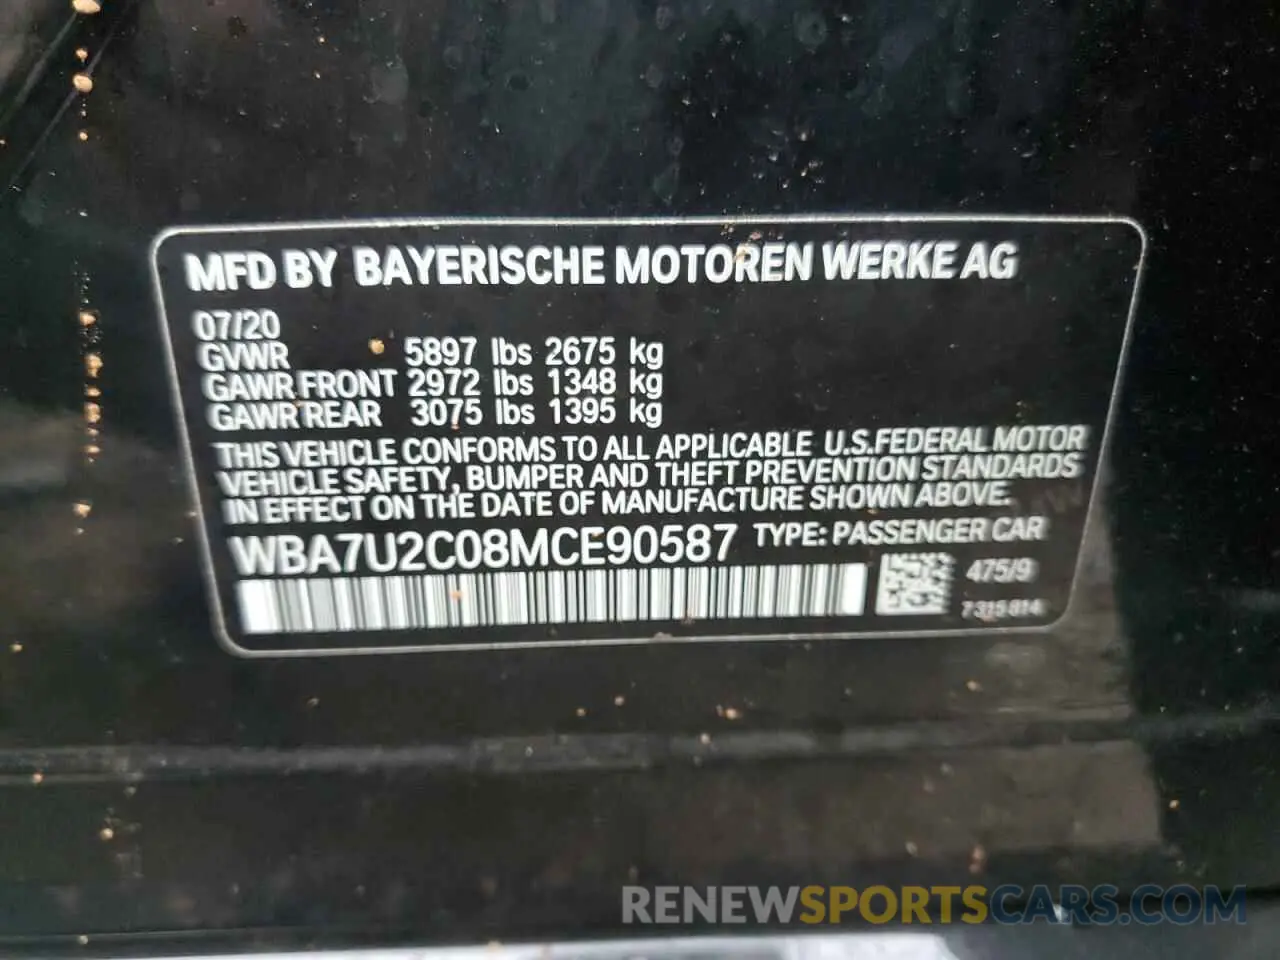 MFD BY BAYERISCHE MOTOREN WERKE AG
07/20
GVWR 5897 lbs 2675 kg
GAWR FRONT 2972 lbs 1348 kg
GAWR REAR 3075 lbs 1395 kg
THIS VEHICLE CONFORMS TO ALL APPLICABLE U.S.FEDERAL MOTOR
VEHICLE SAFETY, BUMPER AND THEFT PREVENTION STANDARDS
IN EFFECT ON THE DATE OF MANUFACTURE SHOWN ABOVE.
WBA7U2C08MCE90587 TYPE: PASSENGER CAR
475/9
7 315 814
RENEWSPORTSCARS.COM